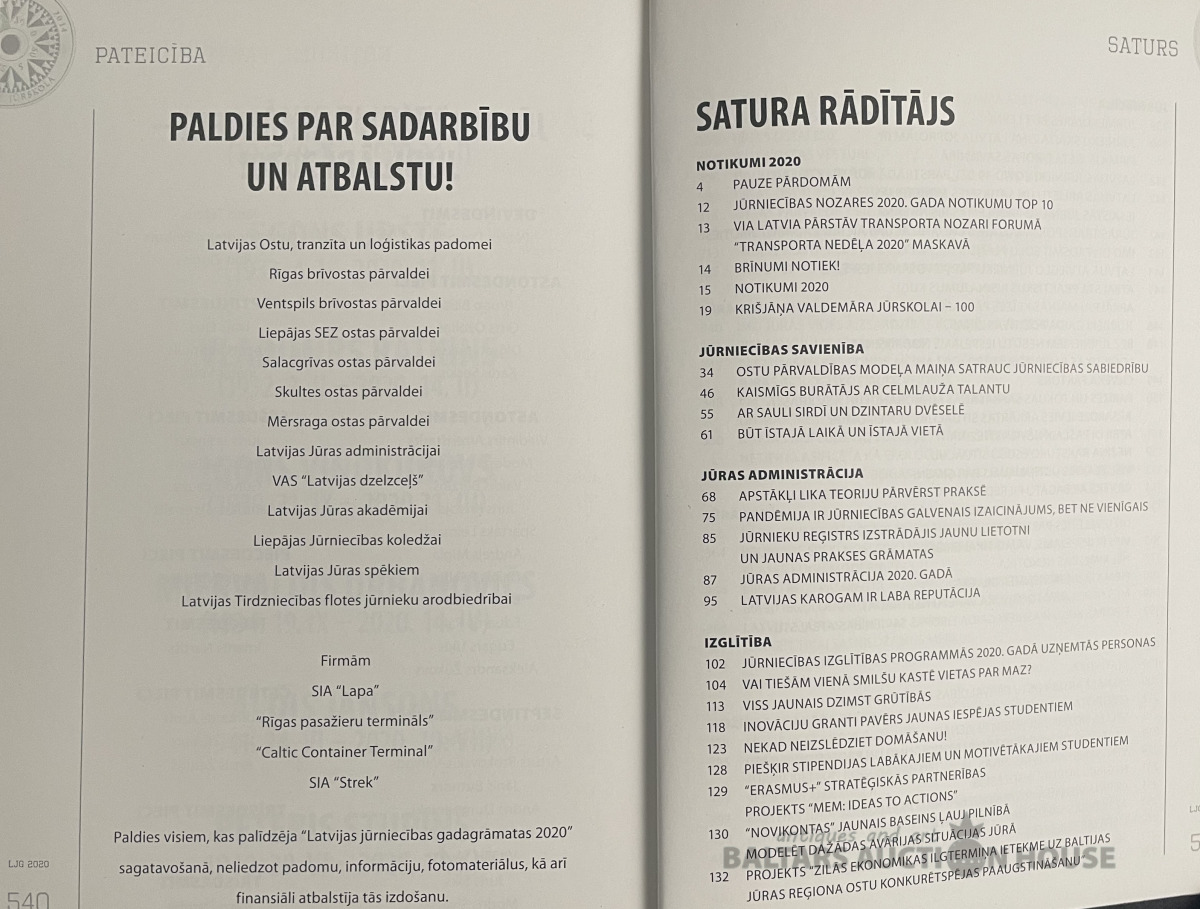 PATEICĪBA
PALDIES PAR SADARBĪBU
UN ATBALSTU!
Latvijas Ostu, tranzīta un loģistikas padomei
Rīgas brīvostas pārvaldei
Ventspils brīvostas pārvaldei
Liepājas SEZ ostas pārvaldei
Salacgrīvas ostas pārvaldei
Skultes ostas pārvaldei
Mērsraga ostas pārvaldei
Latvijas Jūras administrācijai
VAS “Latvijas dzelzceļš”
Latvijas Jūras akadēmijai
Liepājas Jūrniecības koledžai
Latvijas Jūras spēkiem
Latvijas Tirdzniecības flotes jūrnieku arodbiedrībai
Firmām
SIA “Lapa”
“Rīgas pasažieru termināls”
“Caltic Container Terminal”
SIA “Strek”
Paldies visiem, kas palīdzēja “Latvijas jūrniecības gadagrāmatas 2020”
sagatavošanā, neliedzot padomu, informāciju, fotomateriālus, kā arī
finansiāli atbalstīja tās izdošanu.
LJG 2020
540
SATURS
SATURA RĀDĪTĀJS
NOTIKUMI 2020
4 PAUZE PĀRDOMĀM
12 JŪRNIECĪBAS NOZARES 2020. GADA NOTIKUMU TOP 10
13 VIA LATVIA PĀRSTĀV TRANSPORTA NOZARI FORUMĀ
“TRANSPORTA NEDĒĻA 2020” MASKAVĀ
14 BRĪNUMI NOTIEK!
15 NOTIKUMI 2020
19 KRIŠJĀŅA VALDEMĀRA JŪRSKOLAI – 100
JŪRNIECĪBAS SAVIENĪBA
34 OSTU PĀRVALDĪBAS MODEĻA MAIŅA SATRAUC JŪRNIECĪBAS SABIEDRĪBU
46 KAISMĪGS BURĀTĀJS AR CELMLAUŽA TALANTU
55 AR SAULI SIRDĪ UN DZINTARU DVĒSELĒ
61 BŪT ĪSTAJĀ LAIKĀ UN ĪSTAJĀ VIETĀ
JŪRAS ADMINISTRĀCIJA
68 APSTĀKĻI LIKA TEORIJU PĀRVĒRST PRAKSĒ
75 PANDĒMIJA IR JŪRNIECĪBAS GALVENAIS IZAICINĀJUMS, BET NE VIENĪGAIS
85 JŪRNIEKU REĢISTRS IZSTRĀDĀJIS JAUNU LIETOTNI
UN JAUNAS PRAKSES GRĀMATAS
87 JŪRAS ADMINISTRĀCIJA 2020. GADĀ
95 LATVIJAS KAROGAM IR LABA REPUTĀCIJA
IZGLĪTĪBA
102 JŪRNIECĪBAS IZGLĪTĪBAS PROGRAMMĀS 2020. GADĀ UZŅEMTĀS PERSONAS
104 VAI TIEŠĀM VIENĀ SMILŠU KASTĒ VIETAS PAR MAZ?
113 VISS JAUNAIS DZIMST GRŪTĪBĀS
118 INOVĀCIJU GRANTI PAVĒRS JAUNAS IESPĒJAS STUDENTIEM
123 NEKAD NEIZSLĒDZIET DOMĀŠANU!
128 PIEŠĶIR STIPENDIJAS LABĀKAJIEM UN MOTIVĒTĀKAJIEM STUDENTIEM
129 “ERASMUS+” STRATĒĢISKĀS PARTNERĪBAS
PROJEKTS “MEM: IDEAS TO ACTIONS”
130 “NOVIKONTAS” JAUNAIS BASEINS ĻAUJ PILNĪBĀ
MODELĒT DAŽĀDAS AVĀRIJAS SITUĀCIJAS JŪRĀ
132 PROJEKTS “ZILĀS EKONOMIKAS ILGTERMIŅA IETEKME UZ BALTIJAS
JŪRAS REĢIONA OSTU KONKURĒTSPĒJAS PAAUGSTINĀŠANU”
antiques and art
BALTARS AUCTION HOUSE